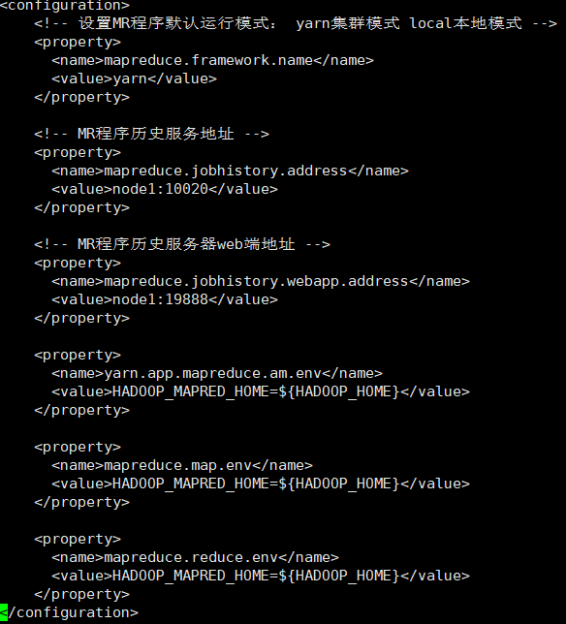 <configuration>
<!-- 设置MR程序默认运行模式： yarn集群模式 local本地模式 -->
<property>
<name>mapreduce.framework.name</name>
<value>yarn</value>
</property>
<!-- MR程序历史服务地址 -->
<property>
<name>mapreduce.jobhistory.address</name>
<value>node1:10020</value>
</property>
<!-- MR程序历史服务器web端地址 -->
<property>
<name>mapreduce.jobhistory.webapp.address</name>
<value>node1:19888</value>
</property>
<property>
<name>yarn.app.mapreduce.am.env</name>
<value>HADOOP_MAPRED_HOME=${HADOOP_HOME}</value>
</property>
<property>
<name>mapreduce.map.env</name>
<value>HADOOP_MAPRED_HOME=${HADOOP_HOME}</value>
</property>
<property>
<name>mapreduce.reduce.env</name>
<value>HADOOP_MAPRED_HOME=${HADOOP_HOME}</value>
</property>
</configuration>